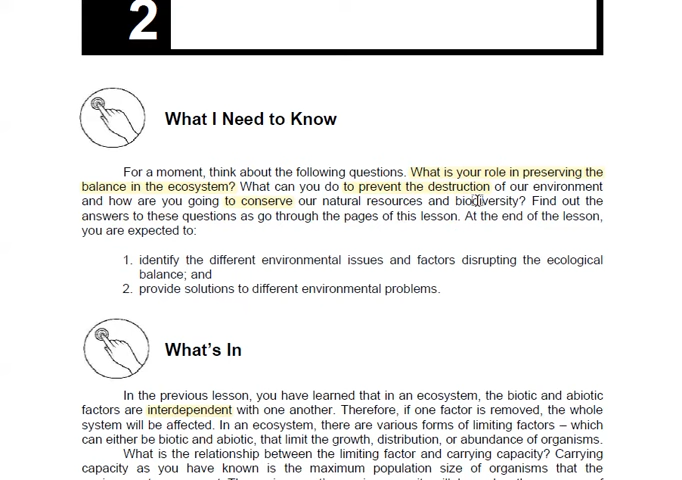 2
What I Need to Know
For a moment, think about the following questions. What is your role in preserving the
balance in the ecosystem? What can you do to prevent the destruction of our environment
and how are you going to conserve our natural resources and biodiversity? Find out the
answers to these questions as go through the pages of this lesson. At the end of the lesson,
you are expected to:
1. identify the different environmental issues and factors disrupting the ecological
balance; and
2. provide solutions to different environmental problems.
What's In
In the previous lesson, you have learned that in an ecosystem, the biotic and abiotic
factors are interdependent with one another. Therefore, if one factor is removed, the whole
system will be affected. In an ecosystem, there are various forms of limiting factors – which
can either be biotic and abiotic, that limit the growth, distribution, or abundance of organisms.
What is the relationship between the limiting factor and carrying capacity? Carrying
capacity as you have known is the maximum population size of organisms that the